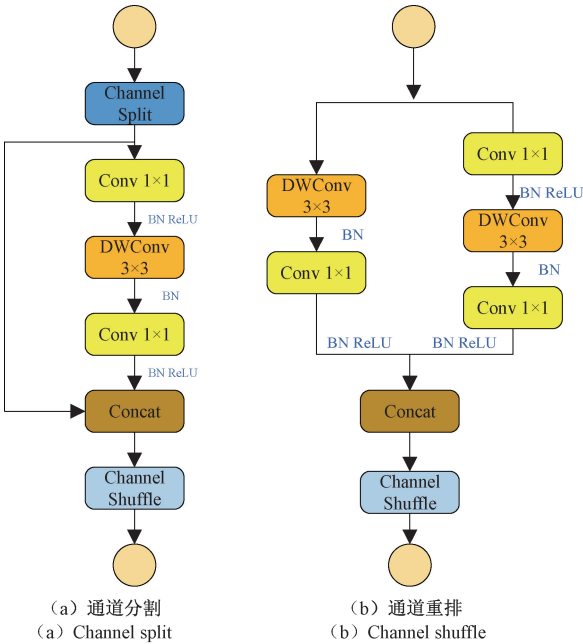 Channel
Split
Conv 1×1
BN ReLU
DWConv
3×3
BN
Conv 1×1
BN ReLU
Concat
Channel
Shuffle
(a) 通道分割
(a) Channel split
DWConv
3×3
BN
Conv 1×1
BN ReLU
Conv 1×1
BN ReLU
DWConv
3×3
BN
Conv 1×1
BN ReLU
Concat
Channel
Shuffle
(b) 通道重排
(b) Channel shuffle